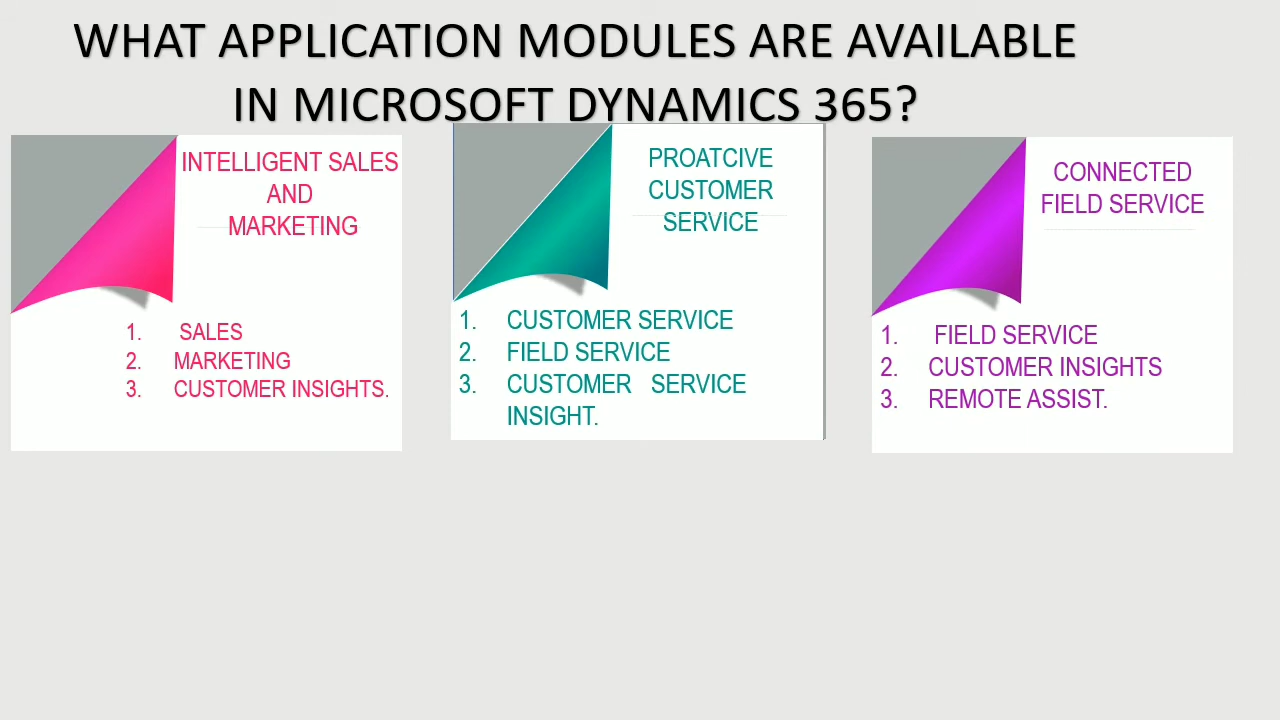 WHAT APPLICATION MODULES ARE AVAILABLE
IN MICROSOFT DYNAMICS 365?
INTELLIGENT SALES
AND
MARKETING
1. SALES
2. MARKETING
3. CUSTOMER INSIGHTS.
PROATCIVE
CUSTOMER
SERVICE
1. CUSTOMER SERVICE
2. FIELD SERVICE
3. CUSTOMER SERVICE
INSIGHT.
CONNECTED
FIELD SERVICE
1. FIELD SERVICE
2. CUSTOMER INSIGHTS
3. REMOTE ASSIST.